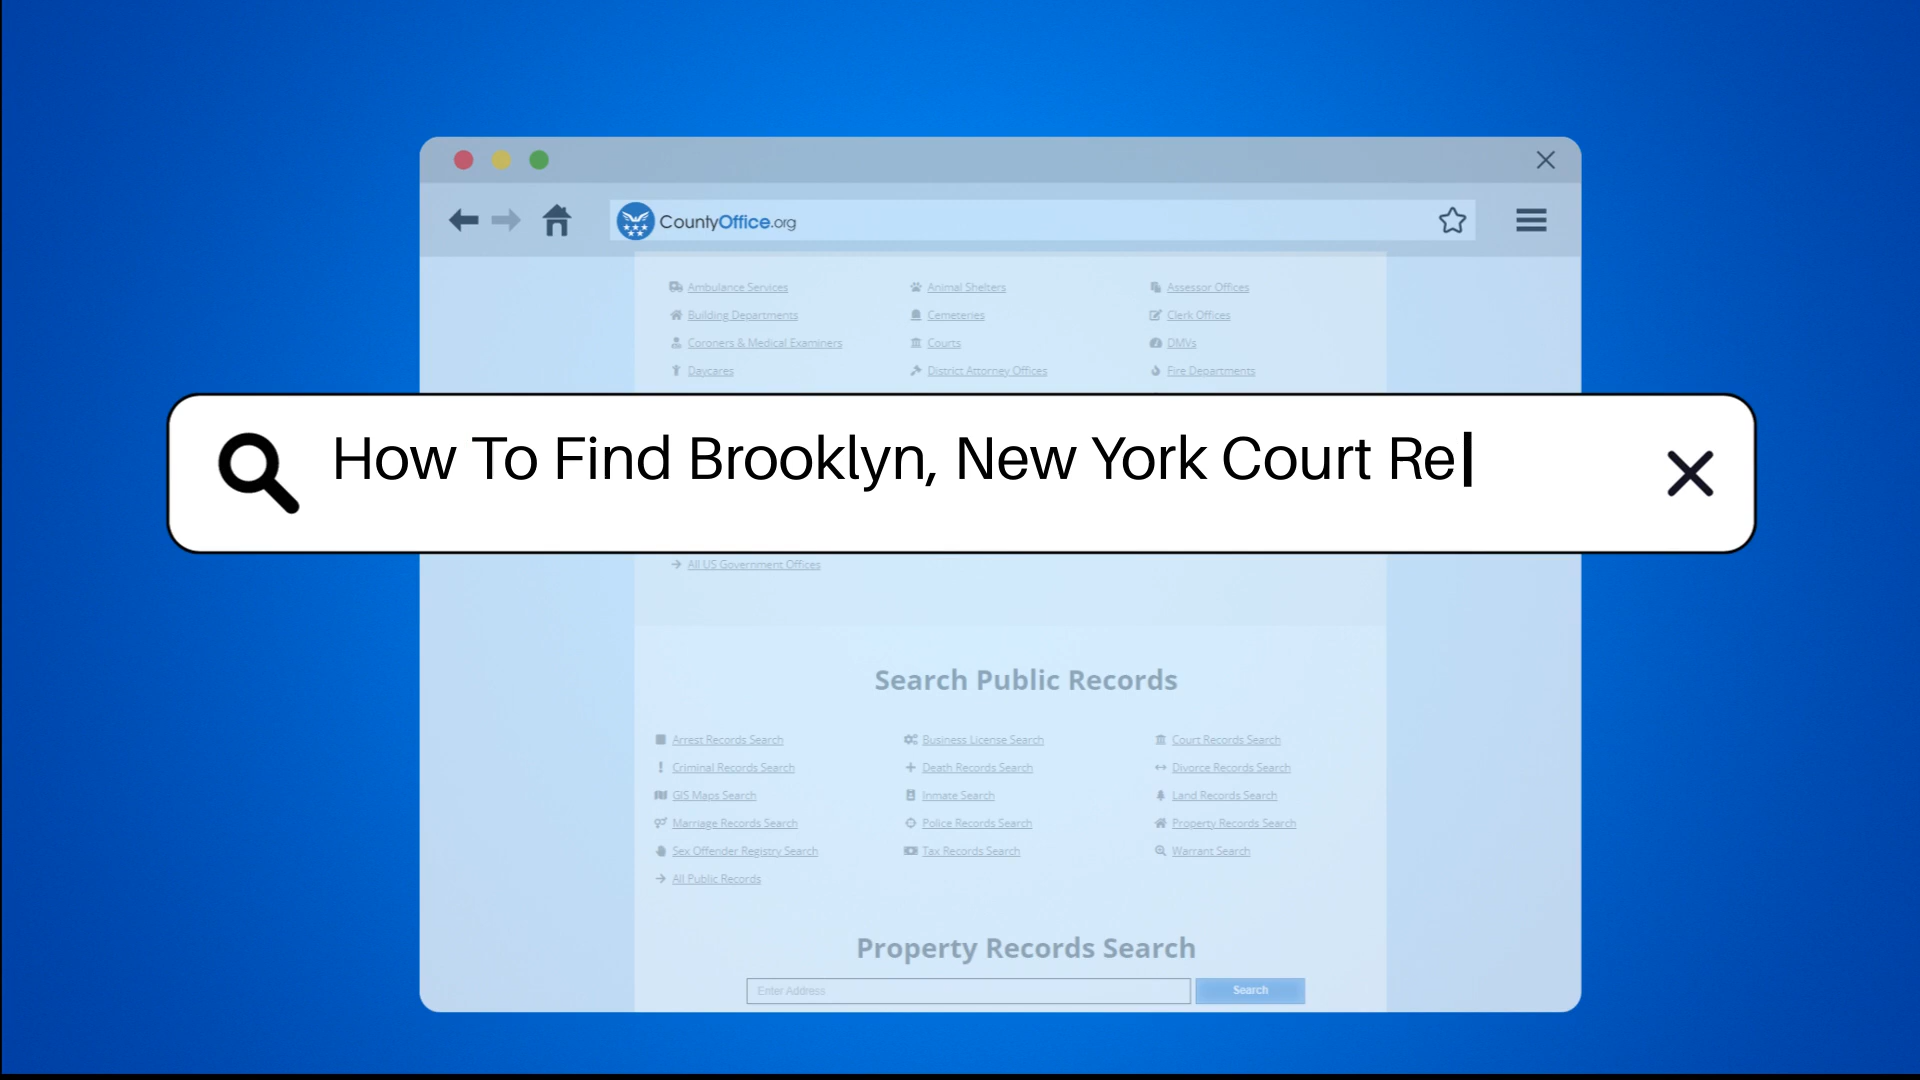 CountyOffice.org
Ambulance Services Animal Shelters Assessor Offices
Building Departments Cemeteries Clerk Offices
Coroners & Medical Examiners Courts DMVs
Daycares District Attorney Offices Fire Departments
How To Find Brooklyn, New York Court Re
All US Government Offices
Search Public Records
Arrest Records Search Business License Search Court Records Search
Criminal Records Search Death Records Search Divorce Records Search
GIS Maps Search Inmate Search Land Records Search
Marriage Records Search Police Records Search Property Records Search
Sex Offender Registry Search Tax Records Search Warrant Search
All Public Records
Property Records Search
Enter Address Search